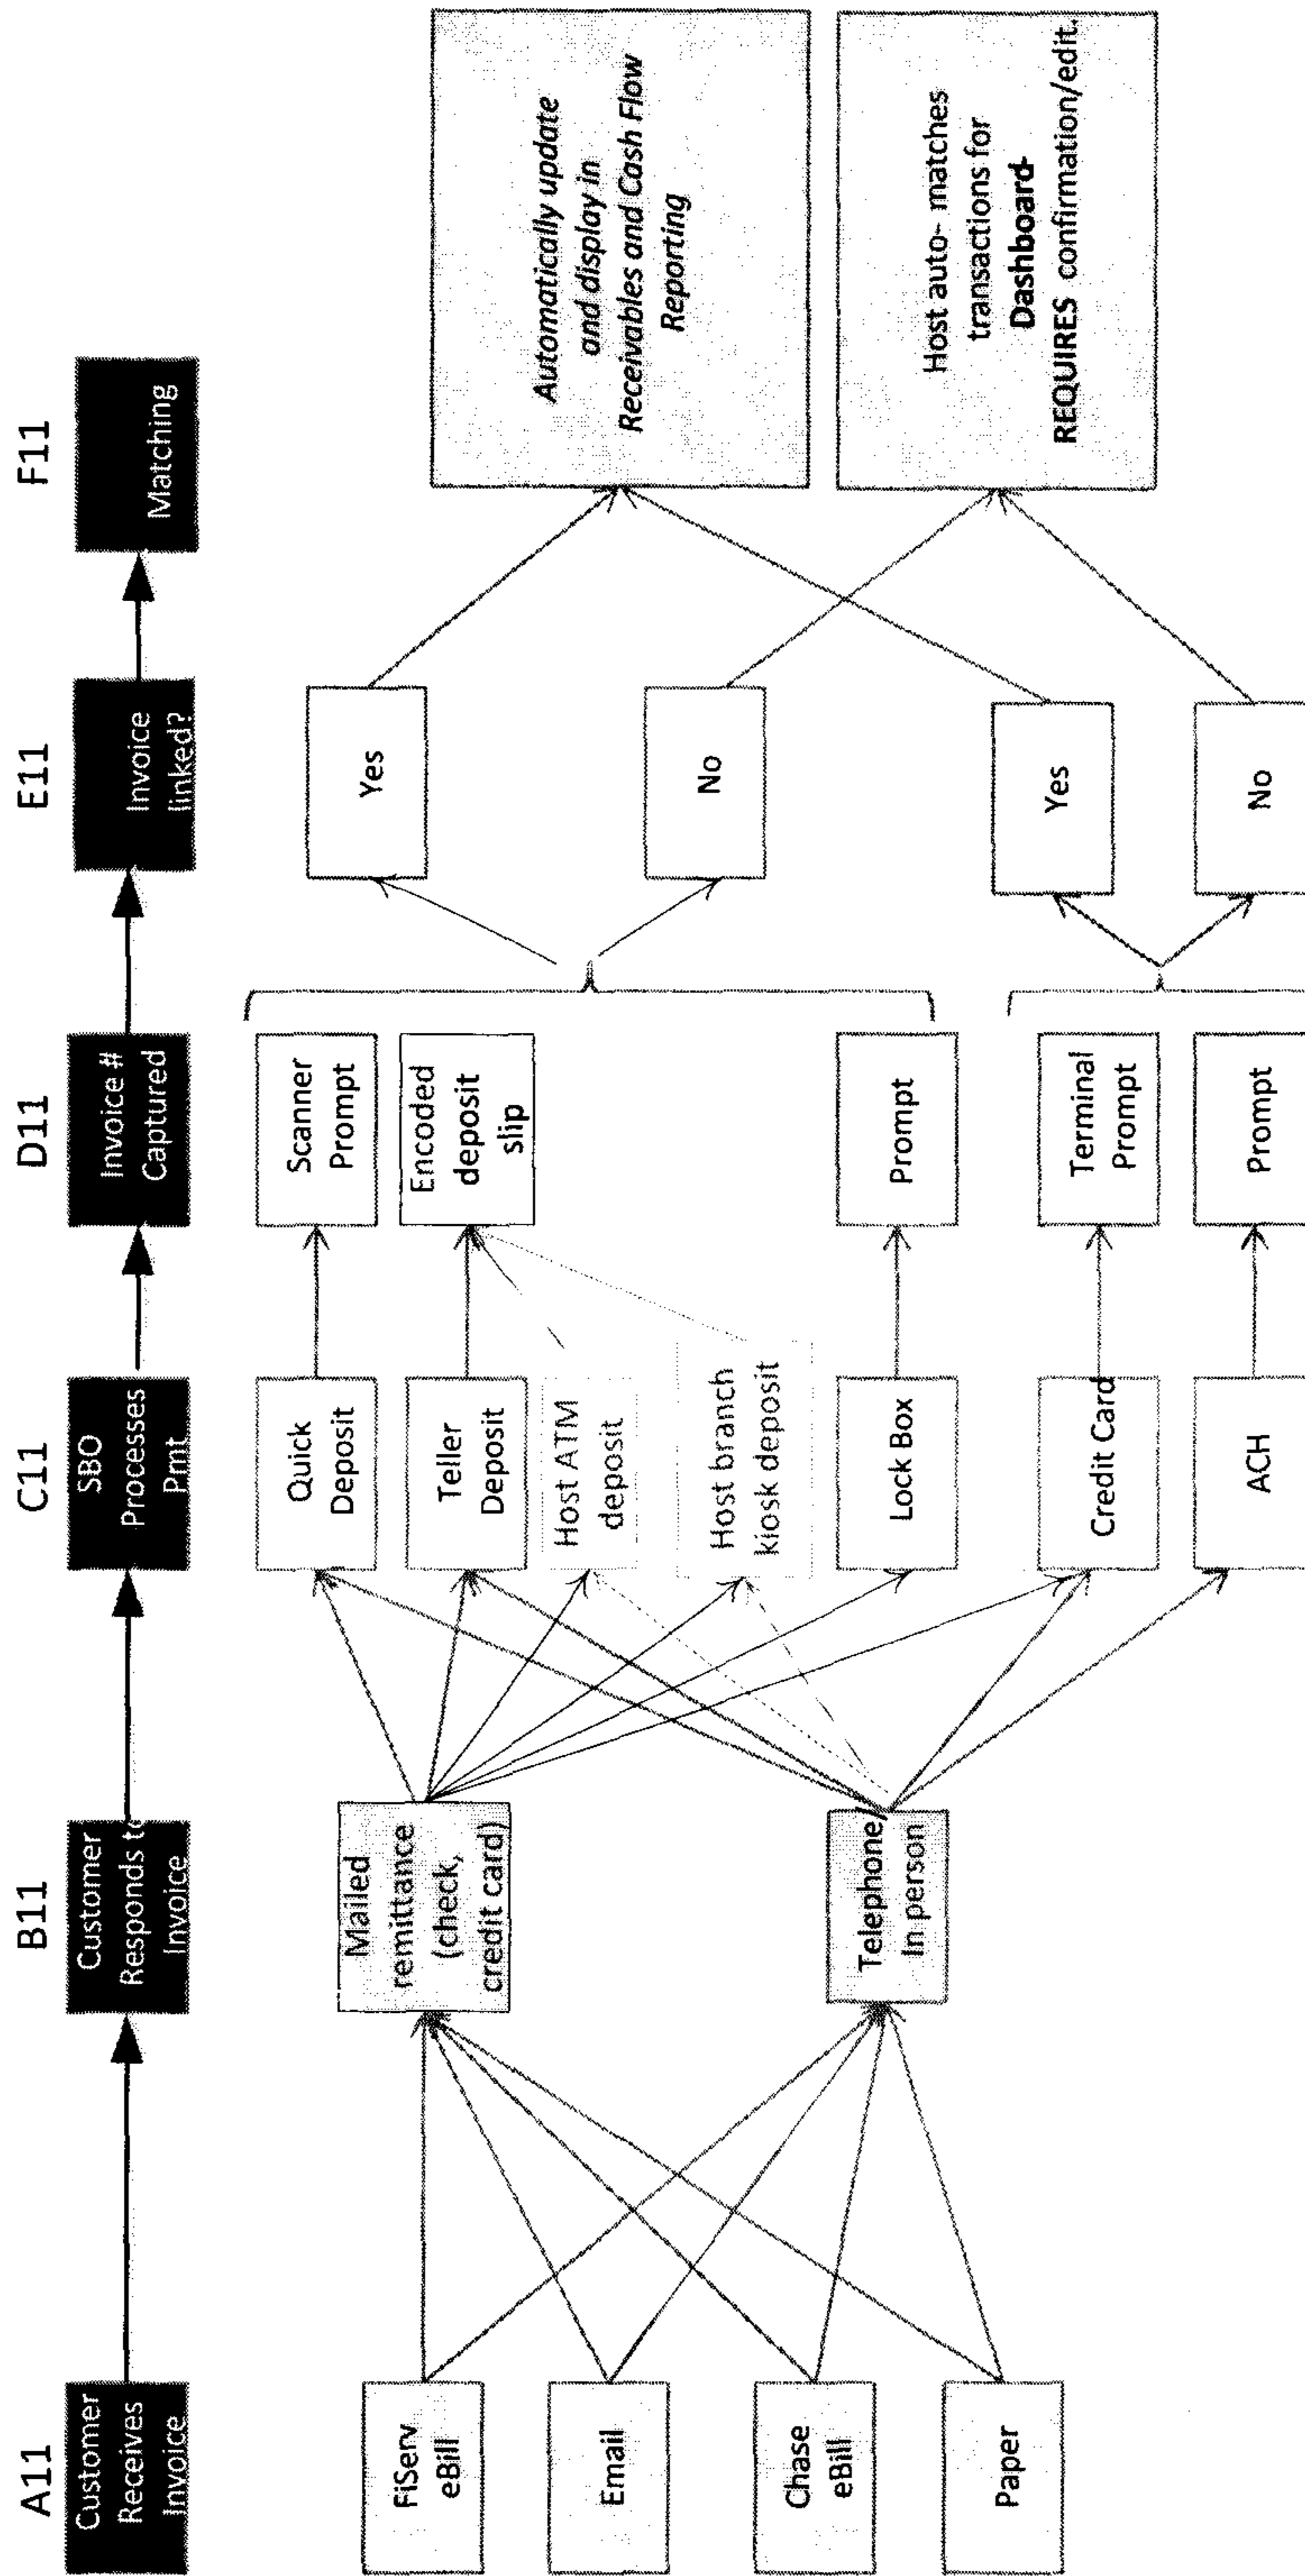 A11
Customer
Receives
Invoice
B11
Customer
Responds to
Invoice
C11
SBO
Processes
Pmt
D11
Invoice #
Captured
E11
Invoice
linked?
F11
Matching
FiServ
eBill
Email
Chase
eBill
Paper
Mailed
remittance
(check,
credit card)
Telephone/
In person
Quick
Deposit
Teller
Deposit
Host ATM
deposit
Host branch
kiosk deposit
Lock Box
Credit Card
ACH
Scanner
Prompt
Encoded
deposit
slip
Prompt
Terminal
Prompt
Prompt
Yes
No
Yes
No
Automatically update
and display in
Receivables and Cash Flow
Reporting
Host auto- matches
transactions for
Dashboard-
REQUIRES confirmation/edit.